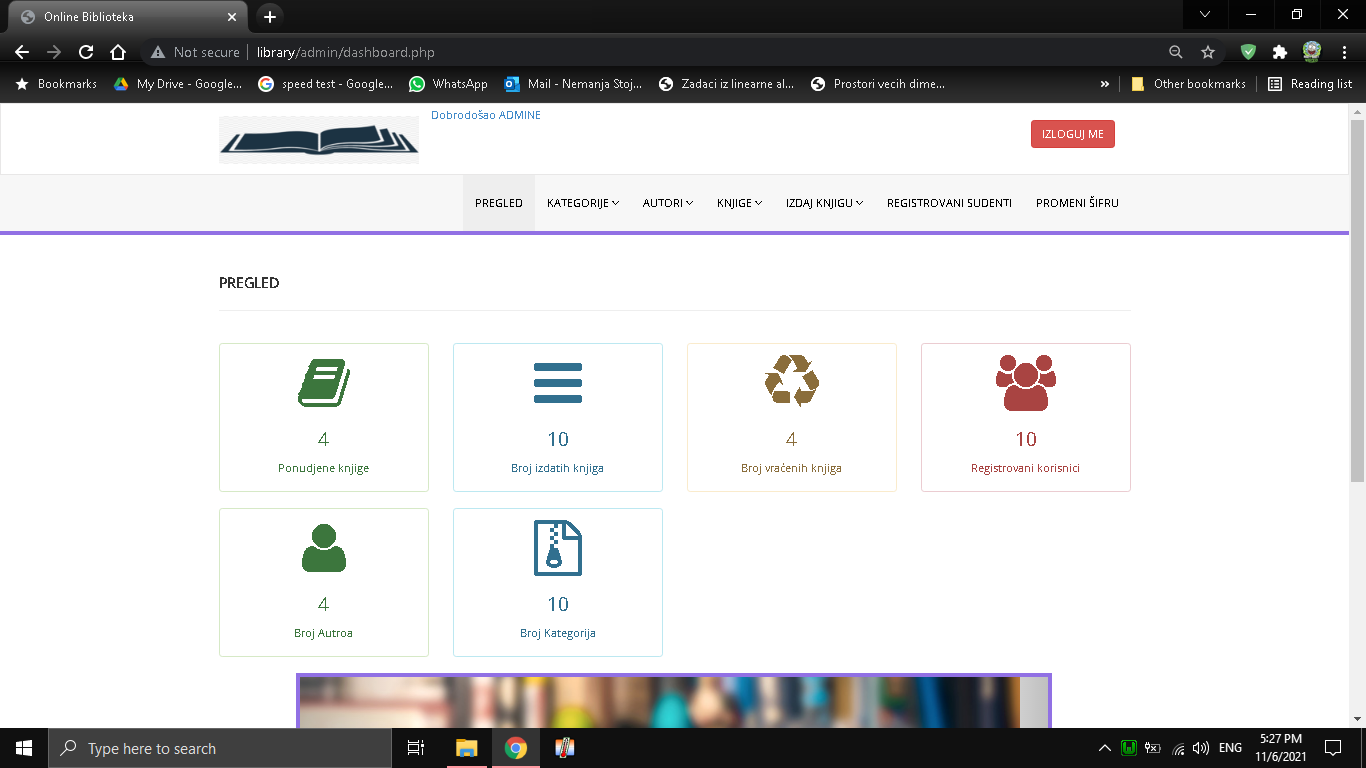 Online Biblioteka
Not secure library/admin/dashboard.php
Bookmarks My Drive - Google... speed test - Google... WhatsApp Mail - Nemanja Stoj... Zadaci iz linearne al... Prostori vecih dime... » Other bookmarks Reading list
Dobrodošao ADMINE
IZLOGUJ ME
PREGLED KATEGORIJE AUTORI KNJIGE IZDAJ KNJIGU REGISTROVANI SUDENTI PROMENI ŠIFRU
PREGLED
4
Ponudjene knjige
10
Broj izdatih knjiga
4
Broj vraćenih knjiga
10
Registrovani korisnici
4
Broj Autroa
10
Broj Kategorija
Type here to search
ENG
5:27 PM
11/6/2021